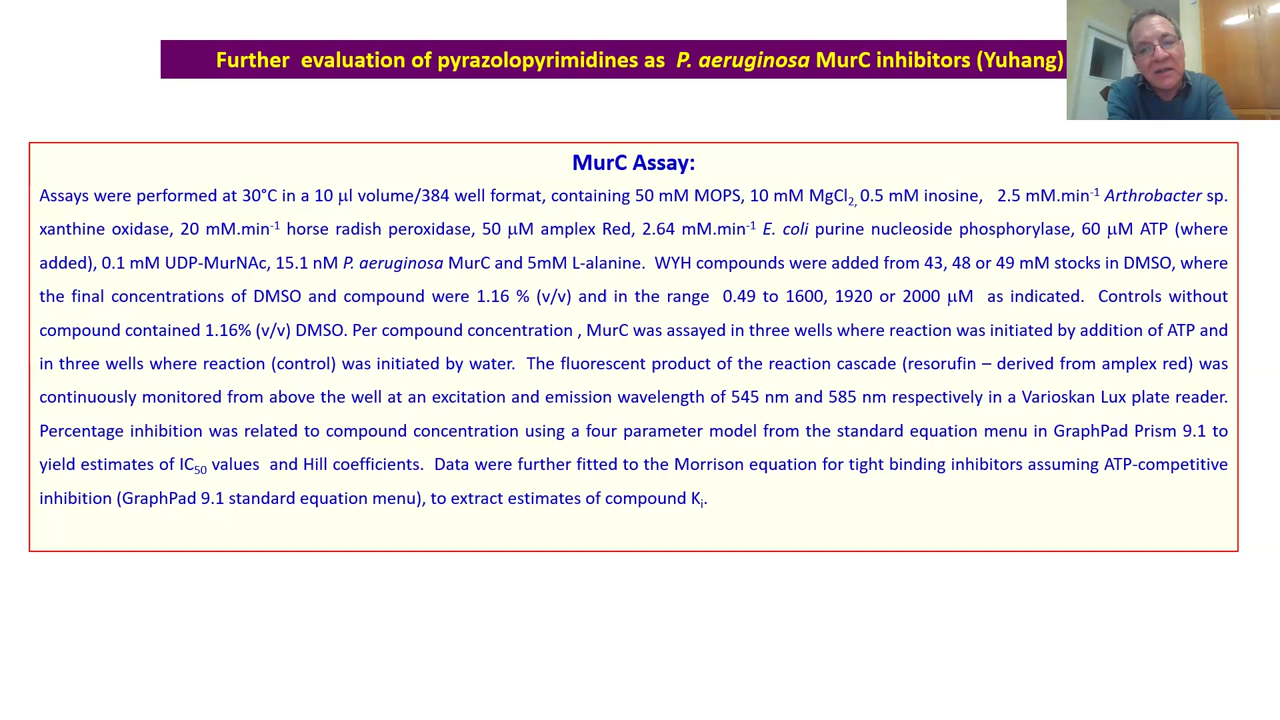 Further  evaluation of pyrazolopyrimidines as  P. aeruginosa MurC inhibitors (Yuhang)
MurC Assay:
Assays were performed at 30°C in a 10 μl volume/384 well format, containing 50 mM MOPS, 10 mM MgCl2, 0.5 mM inosine,   2.5 mM.min-1 Arthrobacter sp.
xanthine oxidase, 20 mM.min-1 horse radish peroxidase, 50 μM amplex Red, 2.64 mM.min-1 E. coli purine nucleoside phosphorylase, 60 μM ATP (where
added), 0.1 mM UDP-MurNAc, 15.1 nM P. aeruginosa MurC and 5mM L-alanine.  WYH compounds were added from 43, 48 or 49 mM stocks in DMSO, where
the final concentrations of DMSO and compound were 1.16 % (v/v) and in the range  0.49 to 1600, 1920 or 2000 μM  as indicated.  Controls without
compound contained 1.16% (v/v) DMSO. Per compound concentration , MurC was assayed in three wells where reaction was initiated by addition of ATP and
in three wells where reaction (control) was initiated by water.  The fluorescent product of the reaction cascade (resorufin – derived from amplex red) was
continuously monitored from above the well at an excitation and emission wavelength of 545 nm and 585 nm respectively in a Varioskan Lux plate reader.
Percentage inhibition was related to compound concentration using a four parameter model from the standard equation menu in GraphPad Prism 9.1 to
yield estimates of IC50 values  and Hill coefficients.  Data were further fitted to the Morrison equation for tight binding inhibitors assuming ATP-competitive
inhibition (GraphPad 9.1 standard equation menu), to extract estimates of compound Ki.